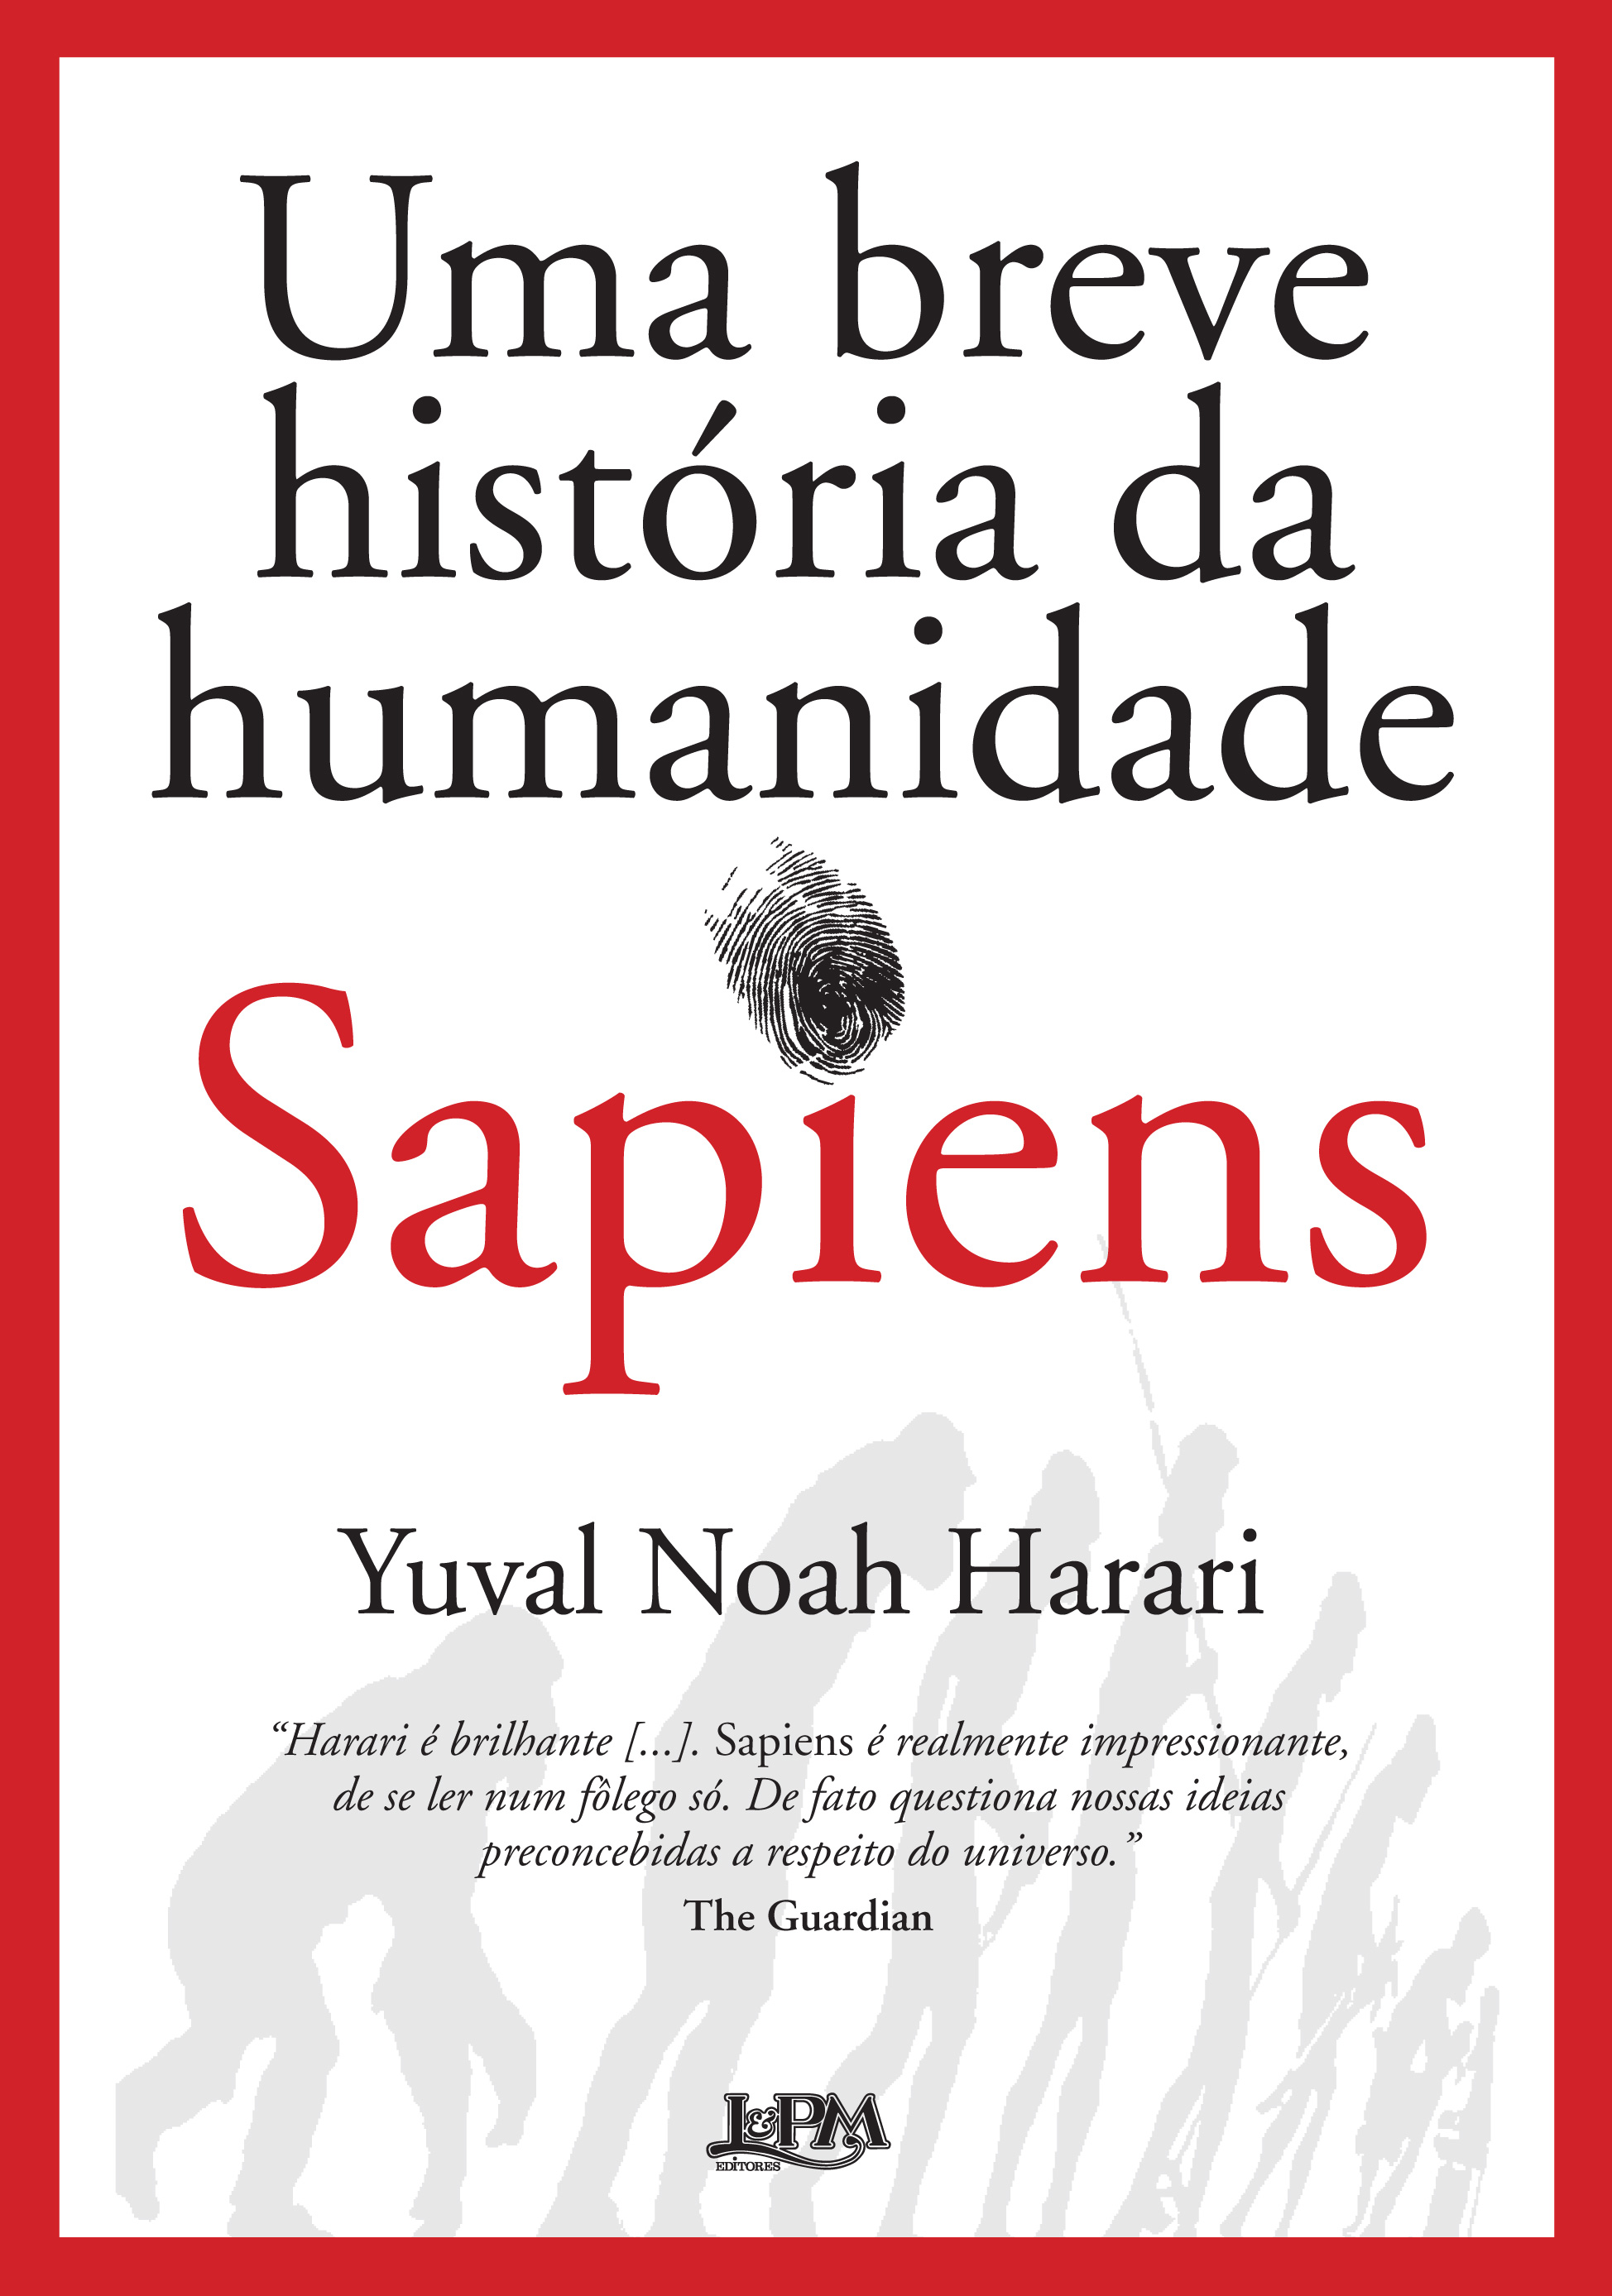 Uma breve
história da
humanidade
Sapiens
Yuval Noah Harari
“Harari é brilhante [...]. Sapiens é realmente impressionante,
de se ler num fôlego só. De fato questiona nossas ideias
preconcebidas a respeito do universo.”
The Guardian
L&PM
EDITORES